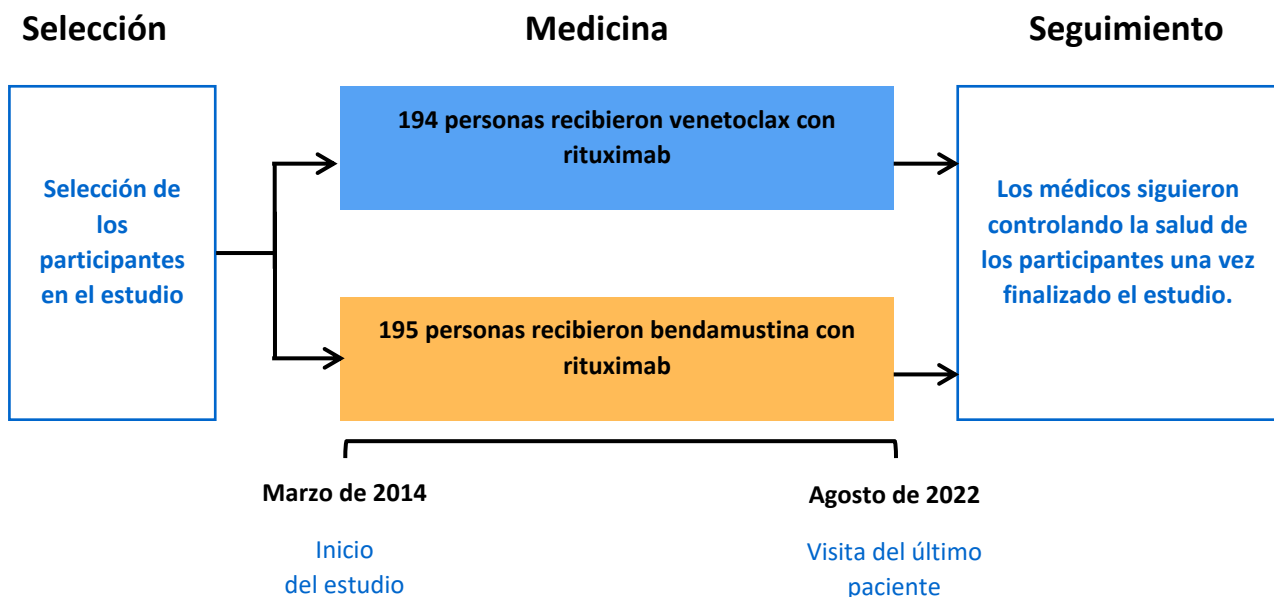 Selección
Medicina
Seguimiento
Selección de
los
participantes
en el estudio
194 personas recibieron venetoclax con
rituximab
195 personas recibieron bendamustina con
rituximab
Los médicos siguieron
controlando la salud de
los participantes una vez
finalizado el estudio.
Marzo de 2014
Inicio
del estudio
Agosto de 2022
Visita del último
paciente